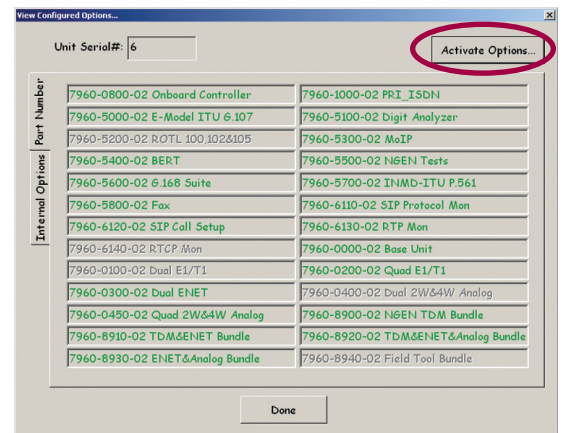 View Configured Options...
Unit Serial#: 6
Activate Options...
Part Number
Internal Options
7960-0800-02 Onboard Controller
7960-1000-02 PRI_ISDN
7960-5000-02 E-Model ITU G.107
7960-5100-02 Digit Analyzer
7960-5200-02 ROTL 100,102&105
7960-5300-02 MoIP
7960-5400-02 BERT
7960-5500-02 NGEN Tests
7960-5600-02 G.168 Suite
7960-5700-02 INMD-ITU P.561
7960-5800-02 Fax
7960-6110-02 SIP Protocol Mon
7960-6120-02 SIP Call Setup
7960-6130-02 RTP Mon
7960-6140-02 RTCP Mon
7960-0000-02 Base Unit
7960-0100-02 Dual E1/T1
7960-0200-02 Quad E1/T1
7960-0300-02 Dual ENET
7960-0400-02 Dual 2W&4W Analog
7960-0450-02 Quad 2W&4W Analog
7960-8900-02 NGEN TDM Bundle
7960-8910-02 TDM&ENET Bundle
7960-8920-02 TDM&ENET&Analog Bundle
7960-8930-02 ENET&Analog Bundle
7960-8940-02 Field Tool Bundle
Done